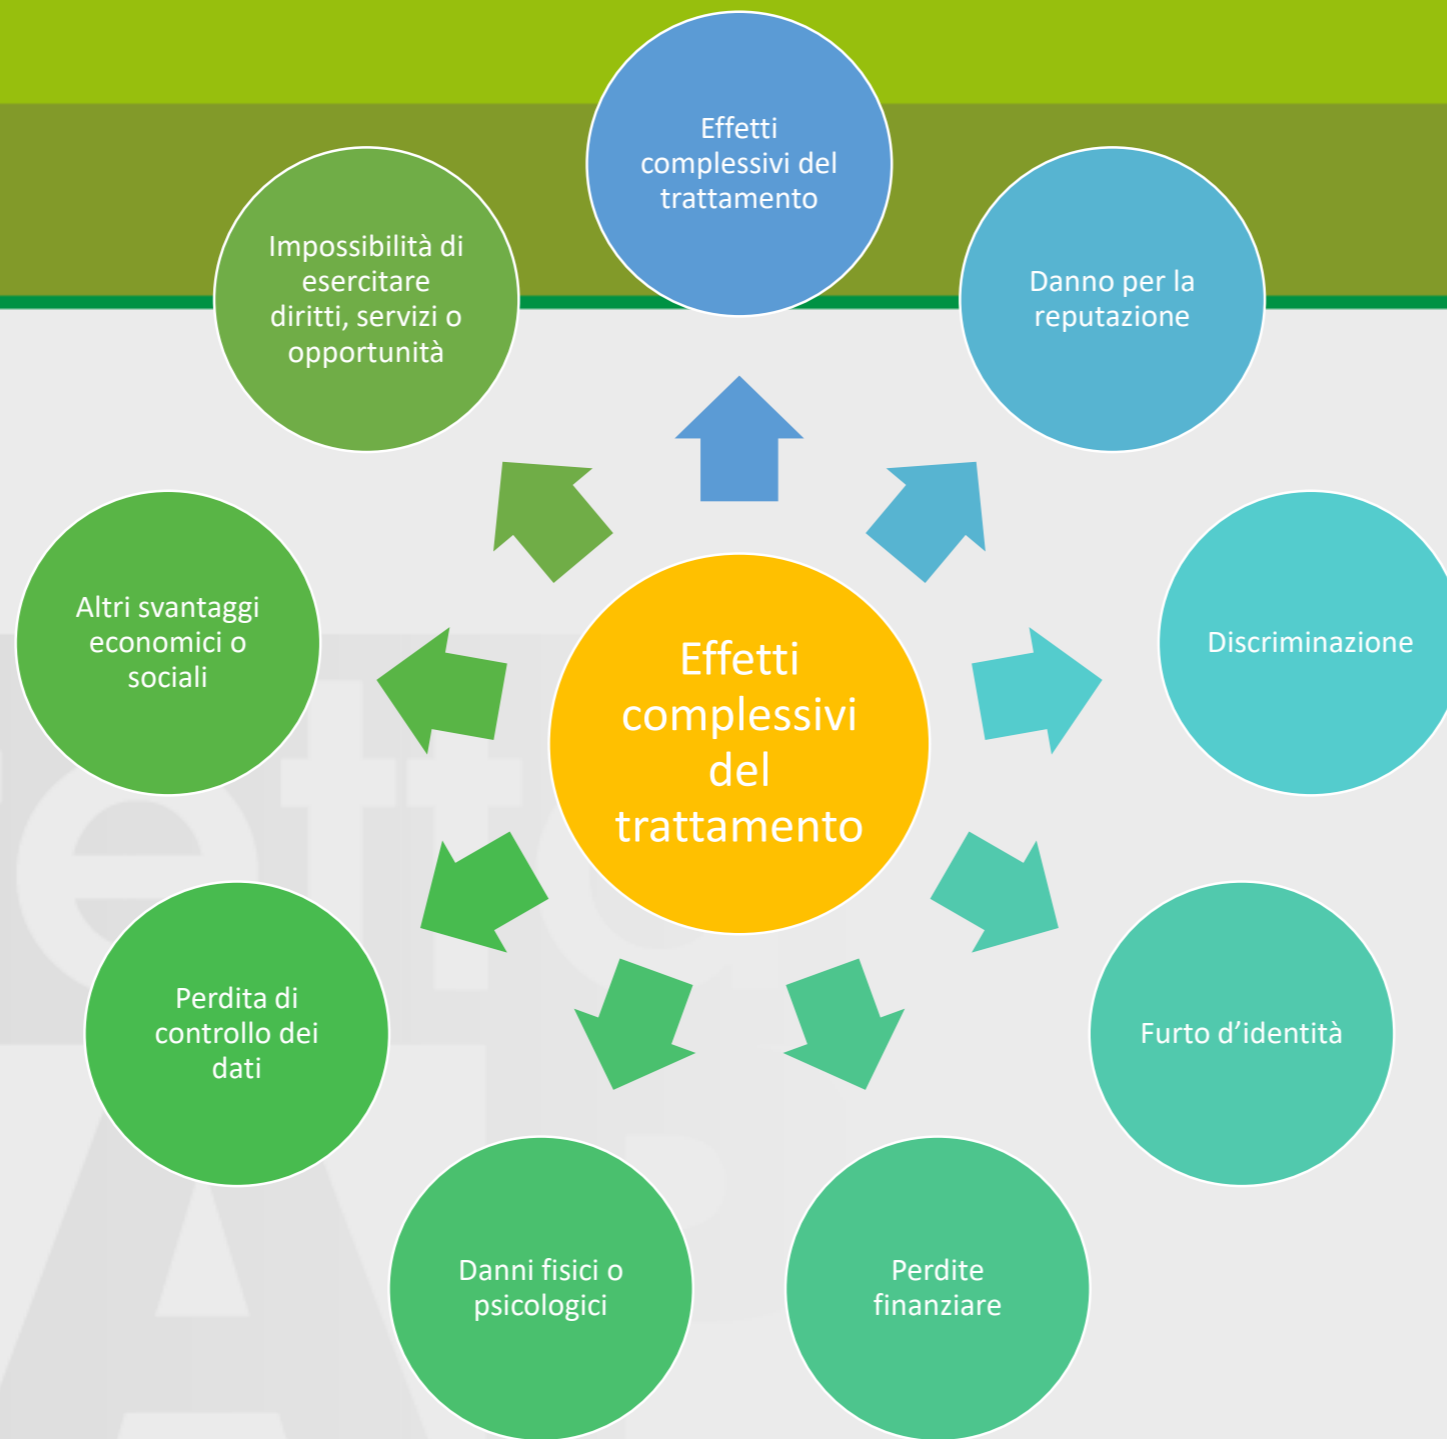 Effetti
complessivi del
trattamento
Danno per la
reputazione
Discriminazione
Furto d’identità
Perdite
finanziare
Danni fisici o
psicologici
Perdita di
controllo dei
dati
Altri svantaggi
economici o
sociali
Impossibilità di
esercitare
diritti, servizi o
opportunità
Effetti
complessivi
del
trattamento